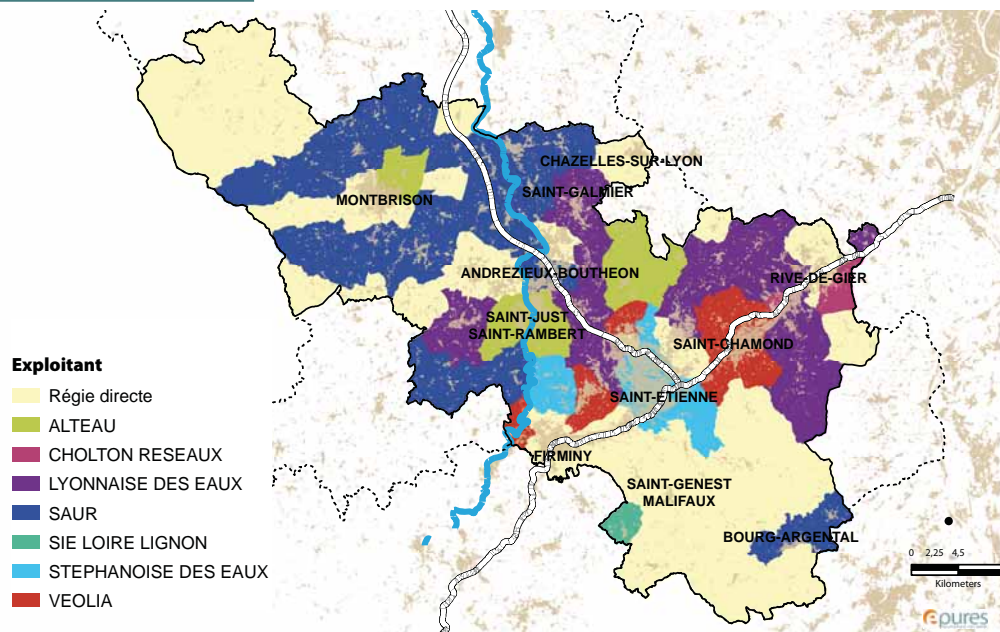 CHAZELLES-SUR-LYON
SAINT-GALMIER
MONTBRISON
ANDREZIEUX-BOUTHEON
RIVE-DE-GIER
SAINT-JUST
SAINT-RAMBERT
SAINT-CHAMOND
SAINT-ETIENNE
FIRMINY
SAINT-GENEST
MALIFAUX
BOURG-ARGENTAL
Exploitant
Régie directe
ALTEAU
CHOLTON RESEAUX
LYONNAISE DES EAUX
SAUR
SIE LOIRE LIGNON
STEPHANOISE DES EAUX
VEOLIA
0 2,25 4,5
Kilometers
epures